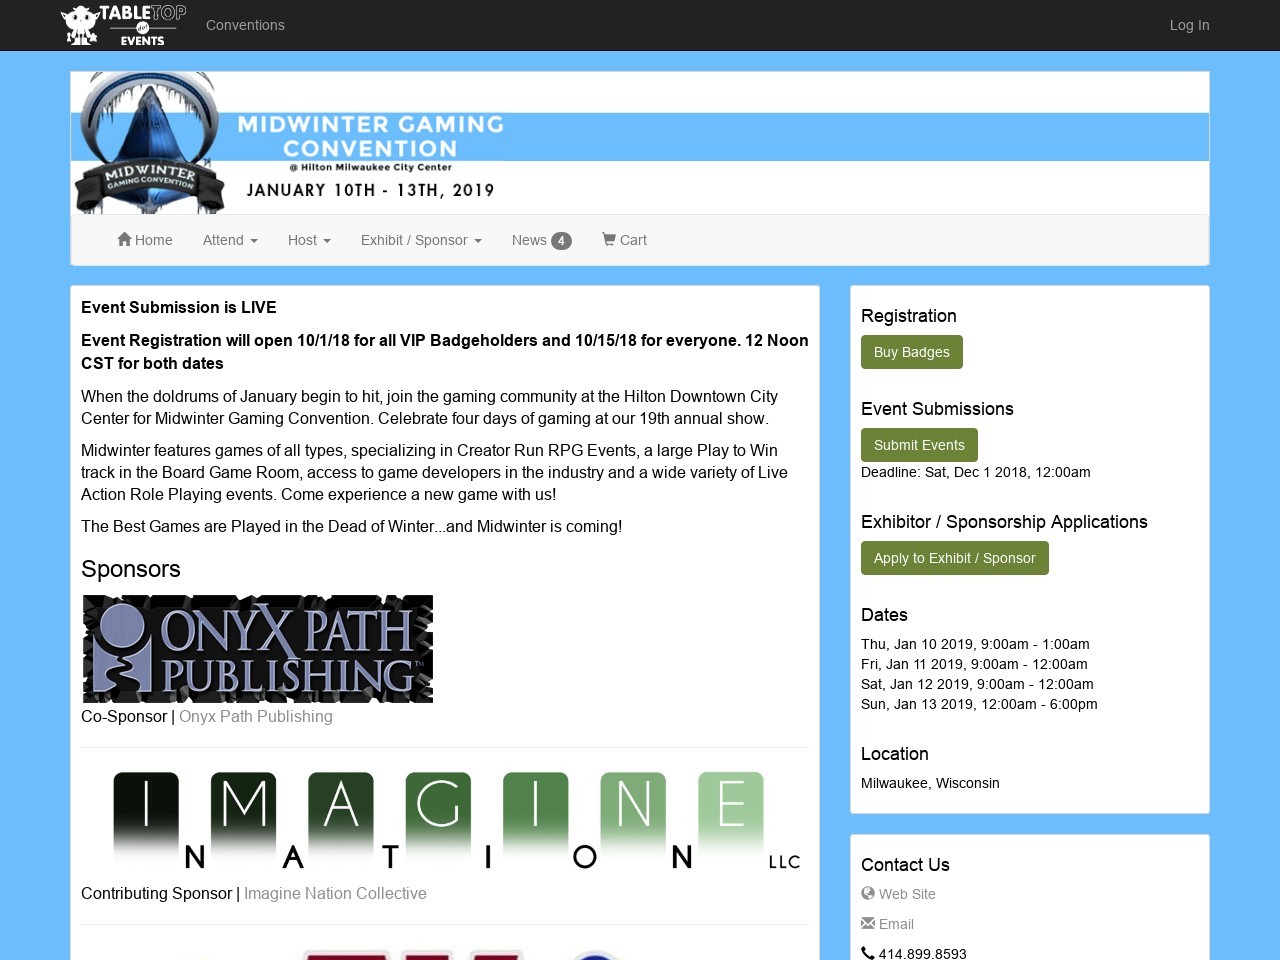 TABLETOP
.dot
EVENTS
Conventions
Log In
MIDWINTER
GAMING CONVENTION
MIDWINTER GAMING
CONVENTION
@ Hilton Milwaukee City Center
JANUARY 10TH - 13TH, 2019
Home
Attend
Host
Exhibit / Sponsor
News 4
Cart
Event Submission is LIVE
Event Registration will open 10/1/18 for all VIP Badgeholders and 10/15/18 for everyone. 12 Noon
CST for both dates
When the doldrums of January begin to hit, join the gaming community at the Hilton Downtown City
Center for Midwinter Gaming Convention. Celebrate four days of gaming at our 19th annual show.
Midwinter features games of all types, specializing in Creator Run RPG Events, a large Play to Win
track in the Board Game Room, access to game developers in the industry and a wide variety of Live
Action Role Playing events. Come experience a new game with us!
The Best Games are Played in the Dead of Winter...and Midwinter is coming!
Sponsors
ONYX PATH
PUBLISHING™
Co-Sponsor | Onyx Path Publishing
IMAGINE
NATION LLC
Contributing Sponsor | Imagine Nation Collective
Registration
Buy Badges
Event Submissions
Submit Events
Deadline: Sat, Dec 1 2018, 12:00am
Exhibitor / Sponsorship Applications
Apply to Exhibit / Sponsor
Dates
Thu, Jan 10 2019, 9:00am - 1:00am
Fri, Jan 11 2019, 9:00am - 12:00am
Sat, Jan 12 2019, 9:00am - 12:00am
Sun, Jan 13 2019, 12:00am - 6:00pm
Location
Milwaukee, Wisconsin
Contact Us
Web Site
Email
414.899.8593